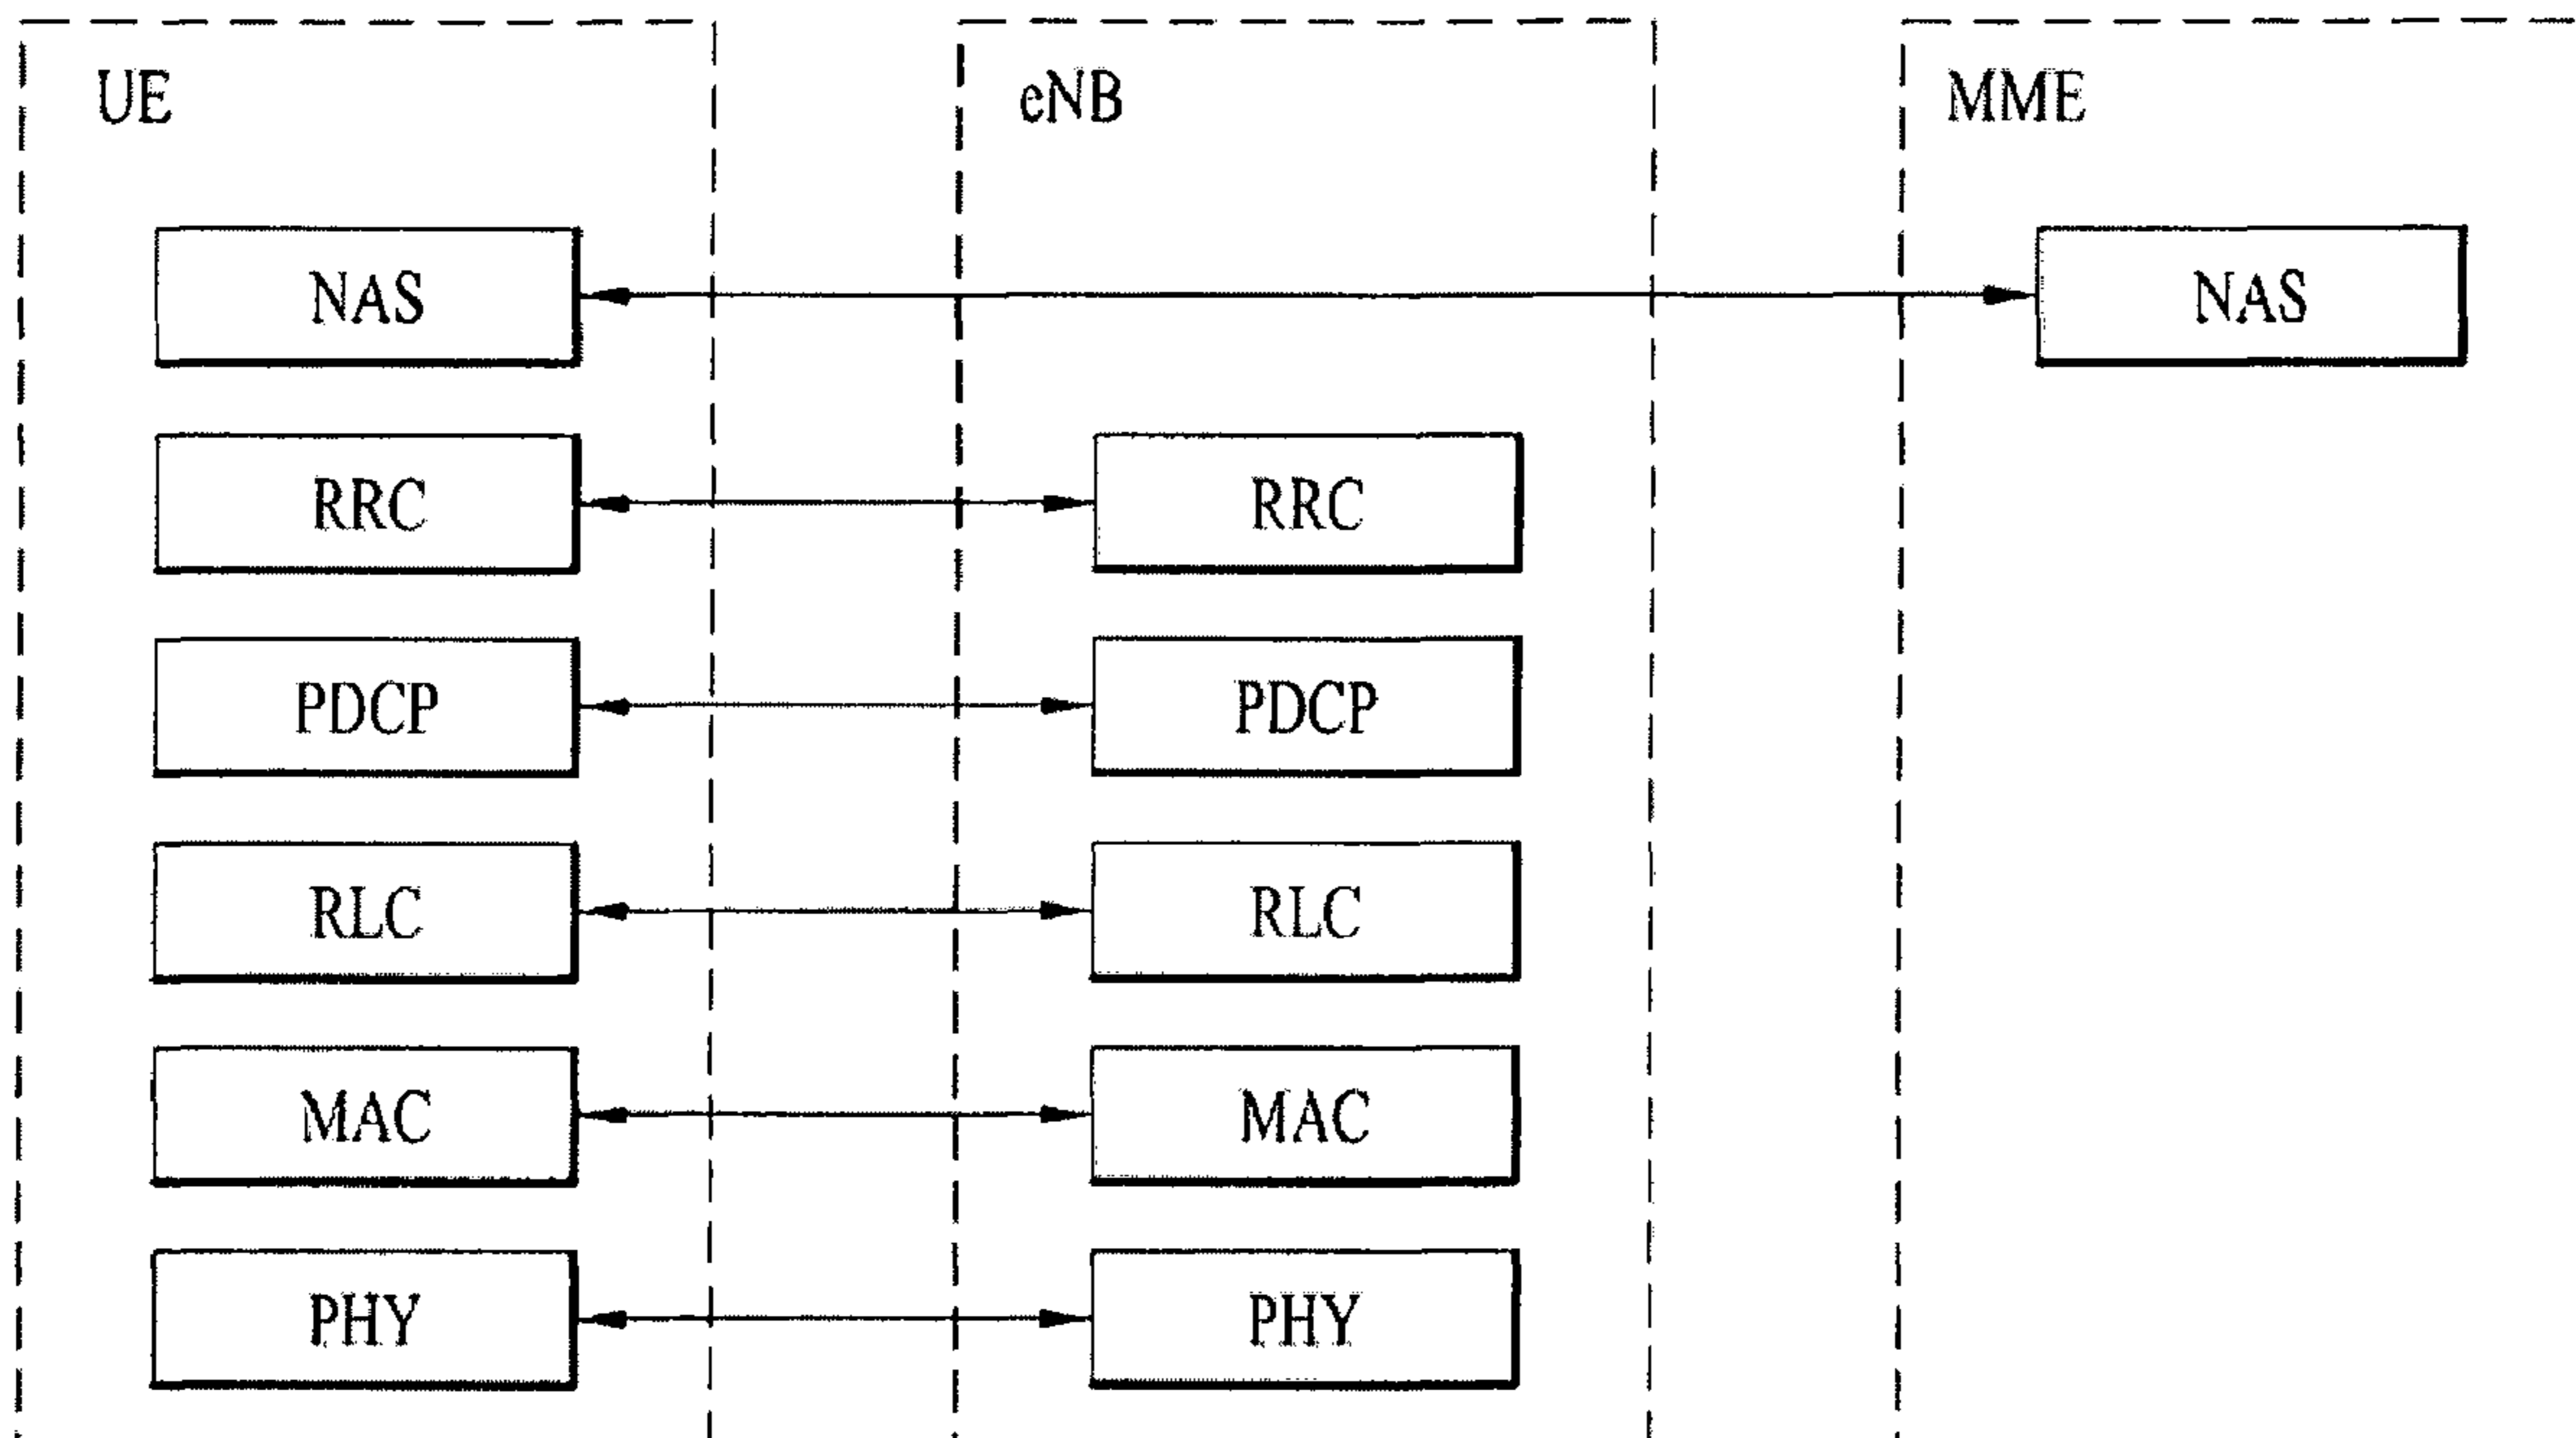 UE eNB MME
NAS NAS
RRC RRC
PDCP PDCP
RLC RLC
MAC MAC
PHY PHY